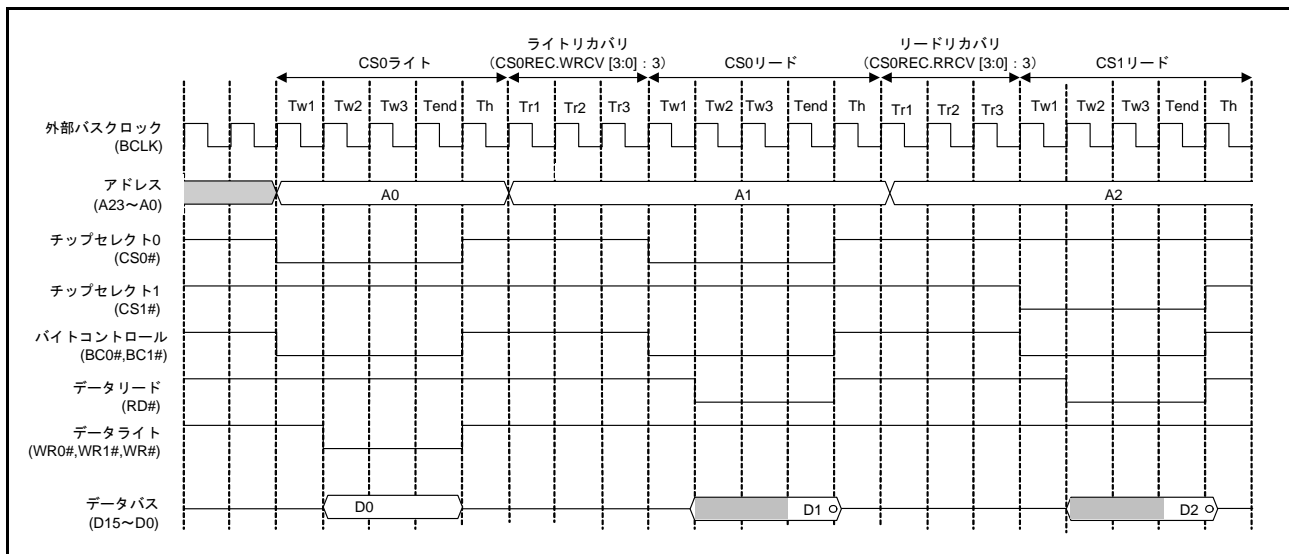 ライトリカバリ
リードリカバリ
CS0ライト
(CS0REC.WRCV [3:0] : 3)
CS0リード
(CS0REC.RRCV [3:0] : 3)
CS1リード
Tw1 Tw2 Tw3 Tend Th Tr1 Tr2 Tr3 Tw1 Tw2 Tw3 Tend Th Tr1 Tr2 Tr3 Tw1 Tw2 Tw3 Tend Th
外部バスクロック
(BCLK)
アドレス
(A23~A0)
A0 A1 A2
チップセレクト0
(CS0#)
チップセレクト1
(CS1#)
バイトコントロール
(BC0#,BC1#)
データリード
(RD#)
データライト
(WR0#,WR1#,WR#)
データバス
(D15~D0)
D0 D1 D2